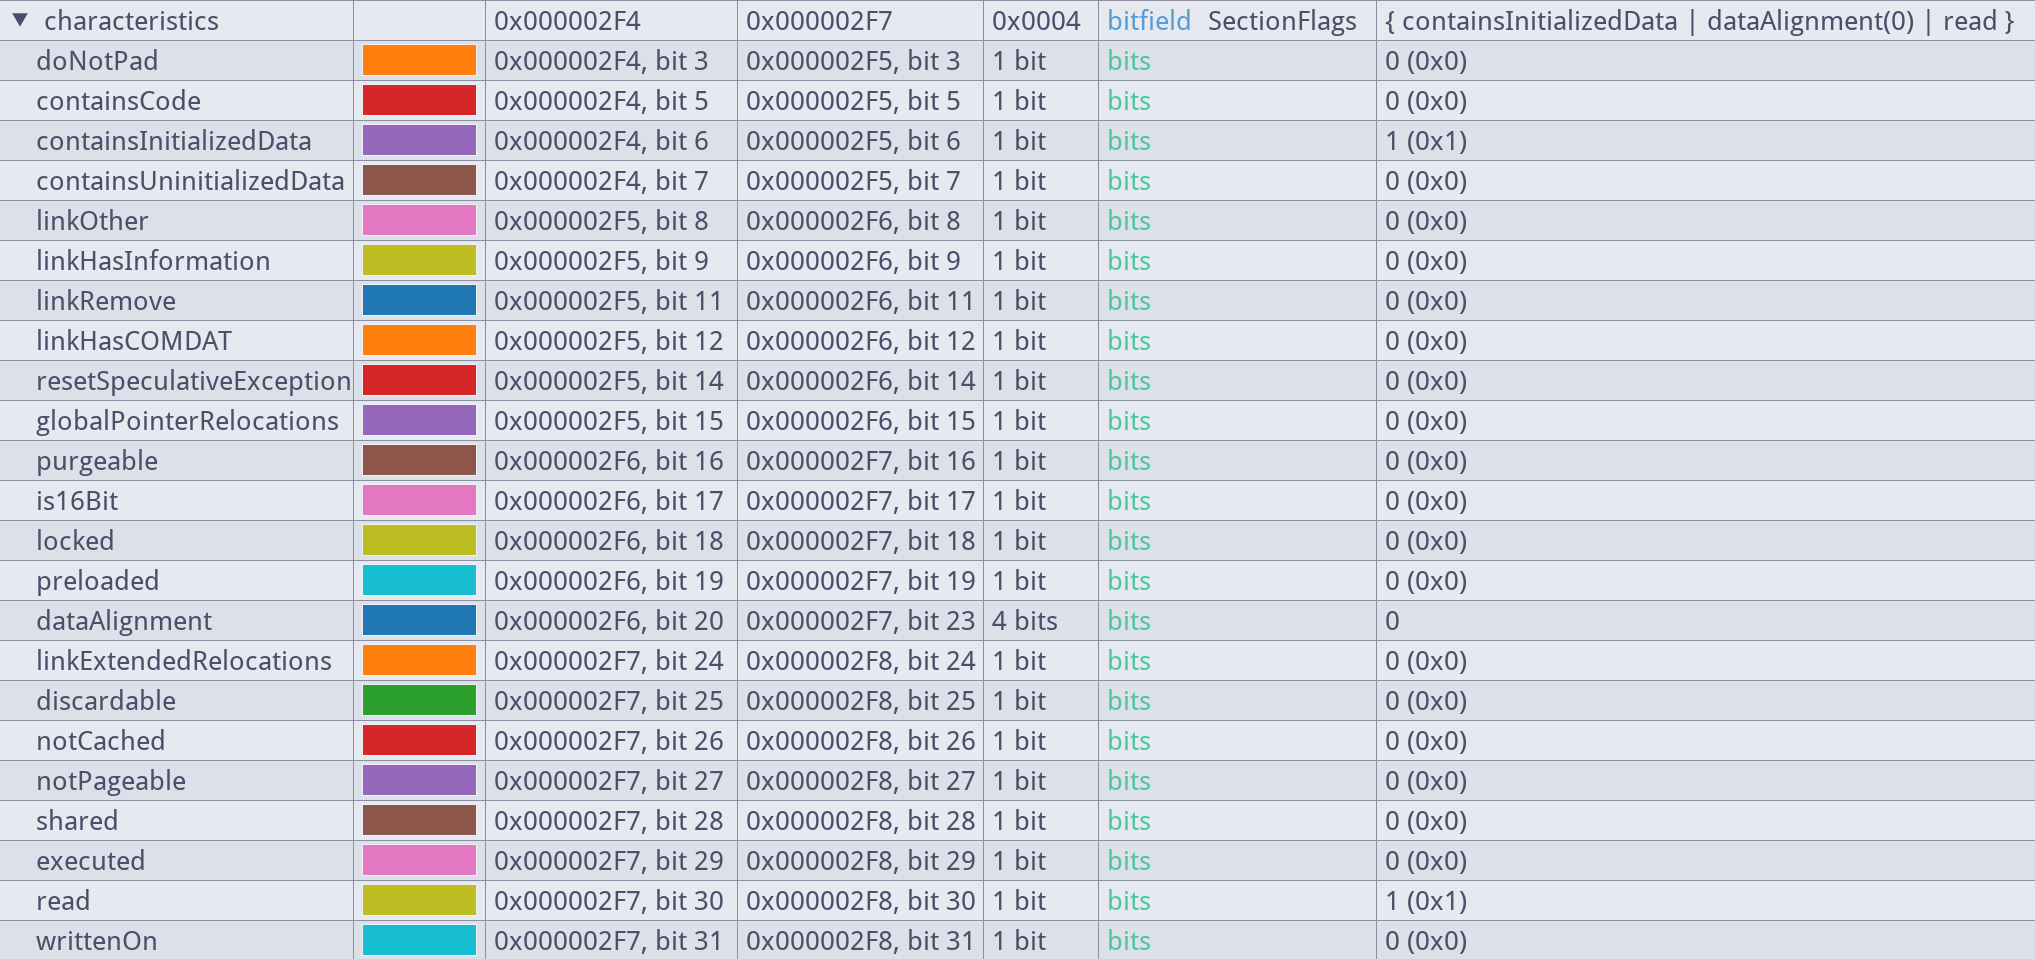 ▼ characteristics 0x000002F4 0x000002F7 0x0004 bitfield SectionFlags { containsInitializedData | dataAlignment(0) | read }
doNotPad 0x000002F4, bit 3 0x000002F5, bit 3 1 bit bits 0 (0x0)
containsCode 0x000002F4, bit 5 0x000002F5, bit 5 1 bit bits 0 (0x0)
containsInitializedData 0x000002F4, bit 6 0x000002F5, bit 6 1 bit bits 1 (0x1)
containsUninitializedData 0x000002F4, bit 7 0x000002F5, bit 7 1 bit bits 0 (0x0)
linkOther 0x000002F5, bit 8 0x000002F6, bit 8 1 bit bits 0 (0x0)
linkHasInformation 0x000002F5, bit 9 0x000002F6, bit 9 1 bit bits 0 (0x0)
linkRemove 0x000002F5, bit 11 0x000002F6, bit 11 1 bit bits 0 (0x0)
linkHasCOMDAT 0x000002F5, bit 12 0x000002F6, bit 12 1 bit bits 0 (0x0)
resetSpeculativeException 0x000002F5, bit 14 0x000002F6, bit 14 1 bit bits 0 (0x0)
globalPointerRelocations 0x000002F5, bit 15 0x000002F6, bit 15 1 bit bits 0 (0x0)
purgeable 0x000002F6, bit 16 0x000002F7, bit 16 1 bit bits 0 (0x0)
is16Bit 0x000002F6, bit 17 0x000002F7, bit 17 1 bit bits 0 (0x0)
locked 0x000002F6, bit 18 0x000002F7, bit 18 1 bit bits 0 (0x0)
preloaded 0x000002F6, bit 19 0x000002F7, bit 19 1 bit bits 0 (0x0)
dataAlignment 0x000002F6, bit 20 0x000002F7, bit 23 4 bits bits 0
linkExtendedRelocations 0x000002F7, bit 24 0x000002F8, bit 24 1 bit bits 0 (0x0)
discardable 0x000002F7, bit 25 0x000002F8, bit 25 1 bit bits 0 (0x0)
notCached 0x000002F7, bit 26 0x000002F8, bit 26 1 bit bits 0 (0x0)
notPageable 0x000002F7, bit 27 0x000002F8, bit 27 1 bit bits 0 (0x0)
shared 0x000002F7, bit 28 0x000002F8, bit 28 1 bit bits 0 (0x0)
executed 0x000002F7, bit 29 0x000002F8, bit 29 1 bit bits 0 (0x0)
read 0x000002F7, bit 30 0x000002F8, bit 30 1 bit bits 1 (0x1)
writtenOn 0x000002F7, bit 31 0x000002F8, bit 31 1 bit bits 0 (0x0)